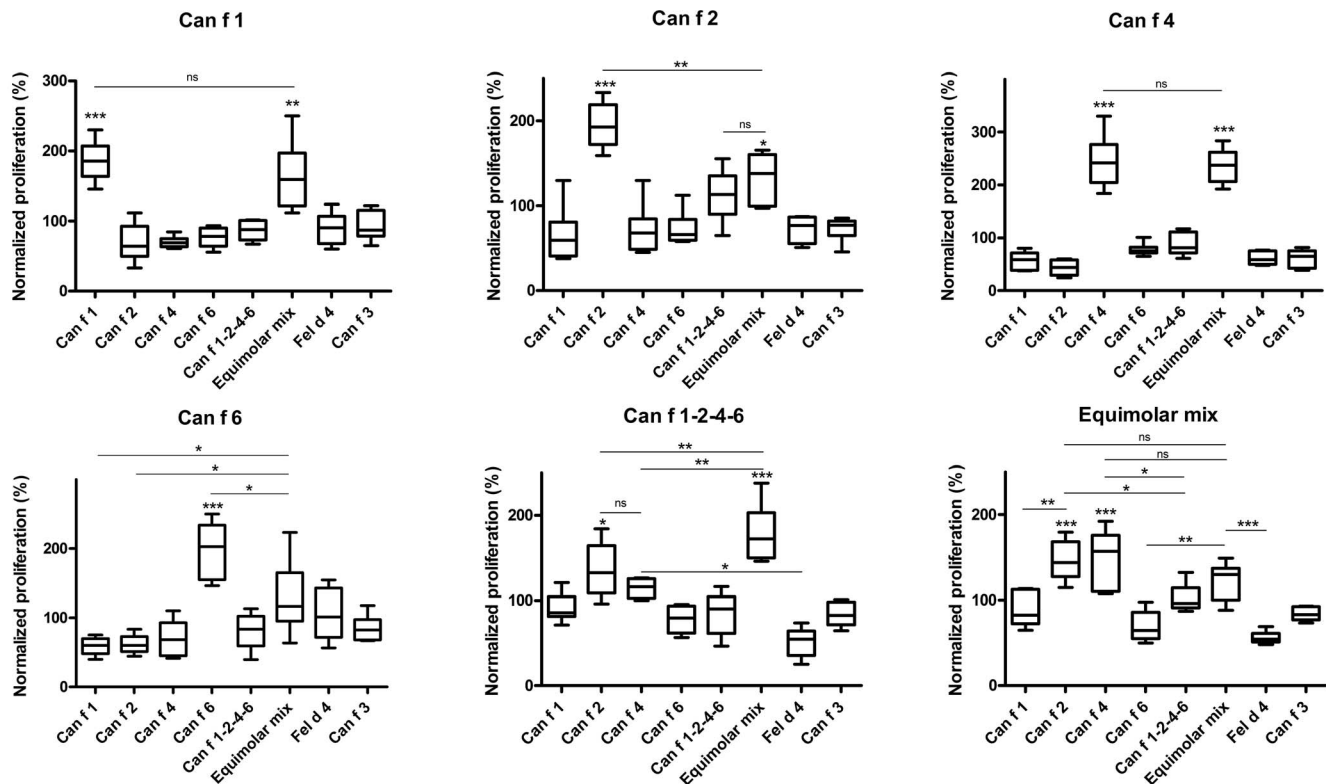 Can f 1
Normalized proliferation (%)
300
200
100
0
ns
***
**
Can f 1
Can f 2
Can f 4
Can f 6
Can f 1-2-4-6
Equimolar mix
Fel d 4
Can f 3
Can f 2
Normalized proliferation (%)
200
100
0
**
***
ns
*
Can f 1
Can f 2
Can f 4
Can f 6
Can f 1-2-4-6
Equimolar mix
Fel d 4
Can f 3
Can f 4
Normalized proliferation (%)
300
200
100
0
ns
***
***
Can f 1
Can f 2
Can f 4
Can f 6
Can f 1-2-4-6
Equimolar mix
Fel d 4
Can f 3
Can f 6
Normalized proliferation (%)
200
100
0
*
*
*
***
Can f 1
Can f 2
Can f 4
Can f 6
Can f 1-2-4-6
Equimolar mix
Fel d 4
Can f 3
Can f 1-2-4-6
Normalized proliferation (%)
200
100
0
**
**
***
ns
*
*
Can f 1
Can f 2
Can f 4
Can f 6
Can f 1-2-4-6
Equimolar mix
Fel d 4
Can f 3
Equimolar mix
Normalized proliferation (%)
200
100
0
ns
ns
*
*
**
***
***
***
**
Can f 1
Can f 2
Can f 4
Can f 6
Can f 1-2-4-6
Equimolar mix
Fel d 4
Can f 3